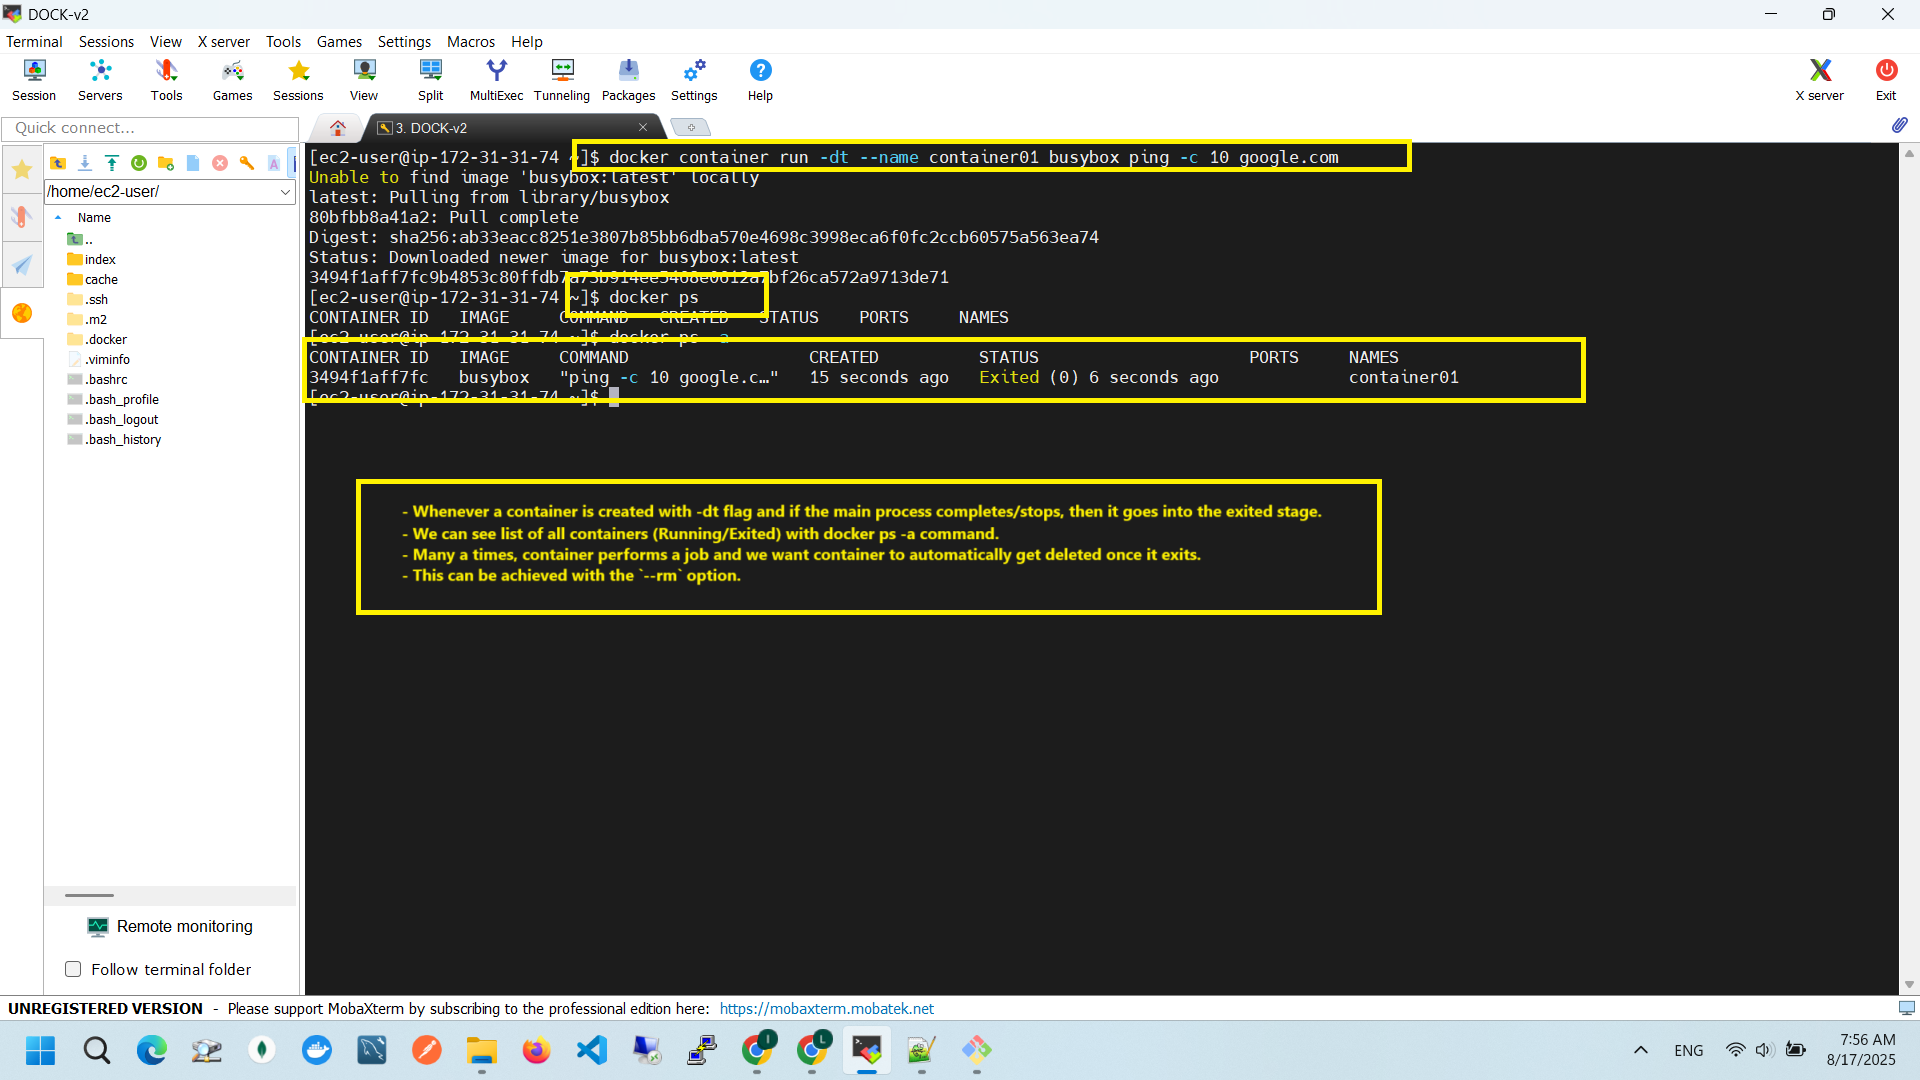 DOCK-v2
Terminal Sessions View X server Tools Games Settings Macros Help
Session Servers Tools Games Sessions View Split MultiExec Tunneling Packages Settings Help X server Exit
Quick connect...
3. DOCK-v2
/home/ec2-user/
Name
..
index
cache
.ssh
.m2
.docker
.viminfo
.bashrc
.bash_profile
.bash_logout
.bash_history
Remote monitoring
Follow terminal folder
[ec2-user@ip-172-31-31-74 ~]$ docker container run -dt --name container01 busybox ping -c 10 google.com
Unable to find image 'busybox:latest' locally
latest: Pulling from library/busybox
80bfbb8a41a2: Pull complete
Digest: sha256:ab33eacc8251e3807b85bb6dba570e4698c3998eca6f0fc2ccb60575a563ea74
Status: Downloaded newer image for busybox:latest
[ec2-user@ip-172-31-31-74 ~]$ docker ps
CONTAINER ID IMAGE COMMAND CREATED STATUS PORTS NAMES
[ec2-user@ip-172-31-31-74 ~]$ docker ps -a
CONTAINER ID IMAGE COMMAND CREATED STATUS PORTS NAMES
3494f1aff7fc busybox "ping -c 10 google.c…" 15 seconds ago Exited (0) 6 seconds ago container01
[ec2-user@ip-172-31-31-74 ~]$
- Whenever a container is created with -dt flag and if the main process completes/stops, then it goes into the exited stage.
- We can see list of all containers (Running/Exited) with docker ps -a command.
- Many a times, container performs a job and we want container to automatically get deleted once it exits.
- This can be achieved with the `--rm` option.
UNREGISTERED VERSION - Please support MobaXterm by subscribing to the professional edition here: https://mobaxterm.mobatek.net
ENG
7:56 AM
8/17/2025